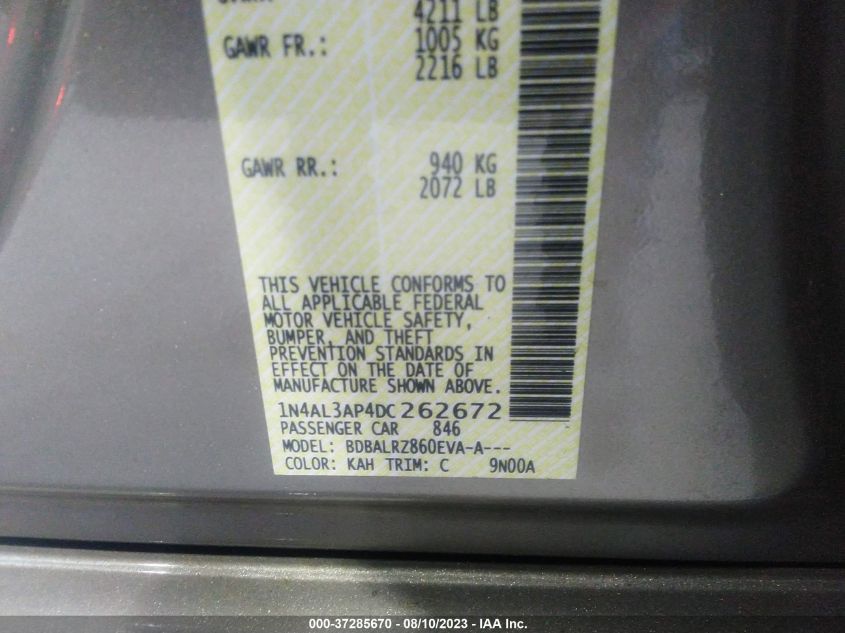 4211 LB
GAWR FR.: 1005 KG
2216 LB
GAWR RR.: 940 KG
2072 LB
THIS VEHICLE CONFORMS TO
ALL APPLICABLE FEDERAL
MOTOR VEHICLE SAFETY,
BUMPER, AND THEFT
PREVENTION STANDARDS IN
EFFECT ON THE DATE OF
MANUFACTURE SHOWN ABOVE.
1N4AL3AP4DC262672
PASSENGER CAR 846
MODEL: BDBALRZ860EVA-A---
COLOR: KAH TRIM: C 9N00A
000-37285670 - 08/10/2023 - IAA Inc.